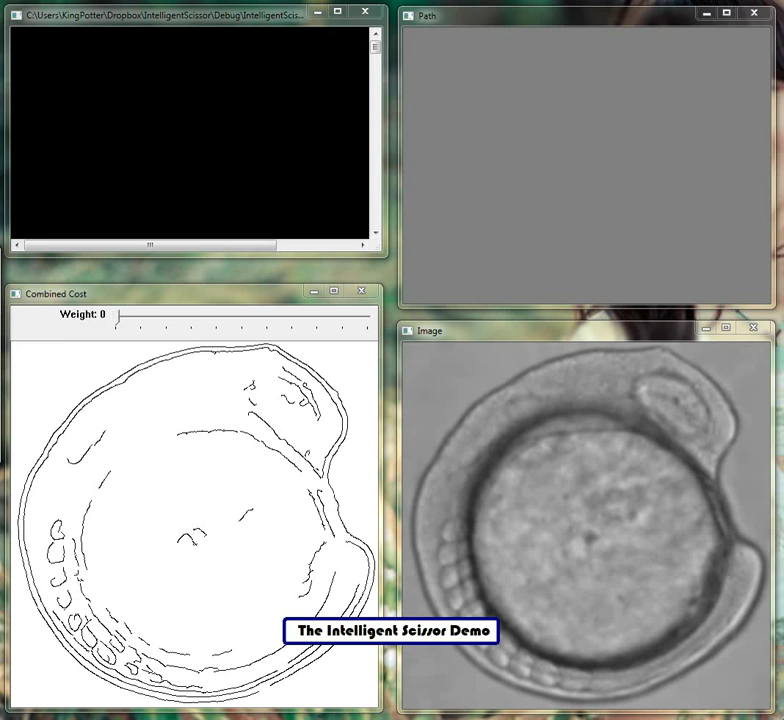 C:\Users\KingPotter\Dropbox\IntelligentScissor\Debug\IntelligentScis...
Path
Combined Cost
Weight: 0
Image
The Intelligent Scissor Demo